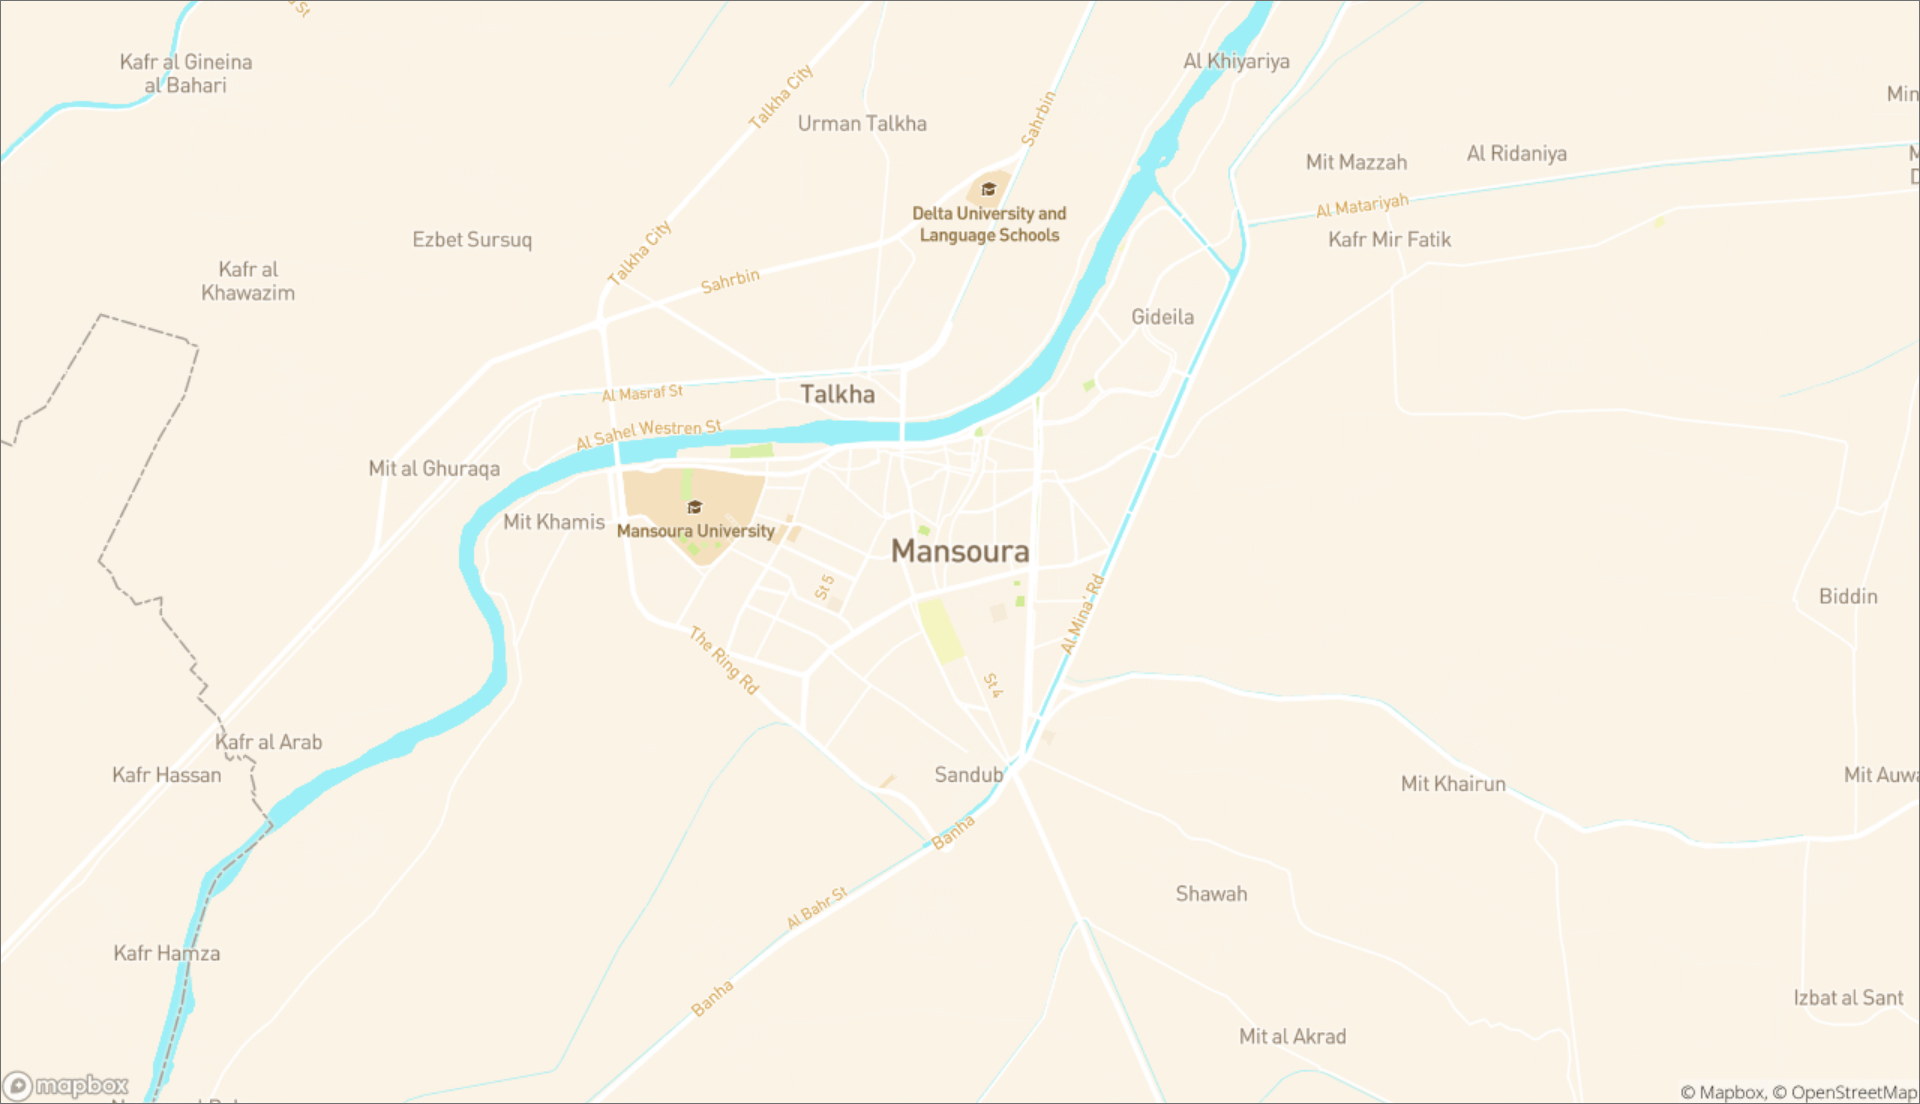 Kafr al Gineina
al Bahari
Al Khiyariya
Talkha City
Urman Talkha
Sahrbin
Mit Mazzah
Al Ridaniya
Delta University and
Language Schools
Al Matariyah
Ezbet Sursuq
Talkha City
Kafr Mir Fatik
Kafr al
Khawazim
Sahrbin
Gideila
Al Masraf St
Talkha
Al Sahel Westren St
Mit al Ghuraqa
Mit Khamis
Mansoura University
Mansoura
St 5
Al Mina' Rd
Biddin
The Ring Rd
St 4
Kafr al Arab
Kafr Hassan
Sandub
Mit Khairun
Mit Auwa
Banha
Shawah
Al Bahr St
Kafr Hamza
Banha
Izbat al Sant
Mit al Akrad
mapbox
© Mapbox, © OpenStreetMap